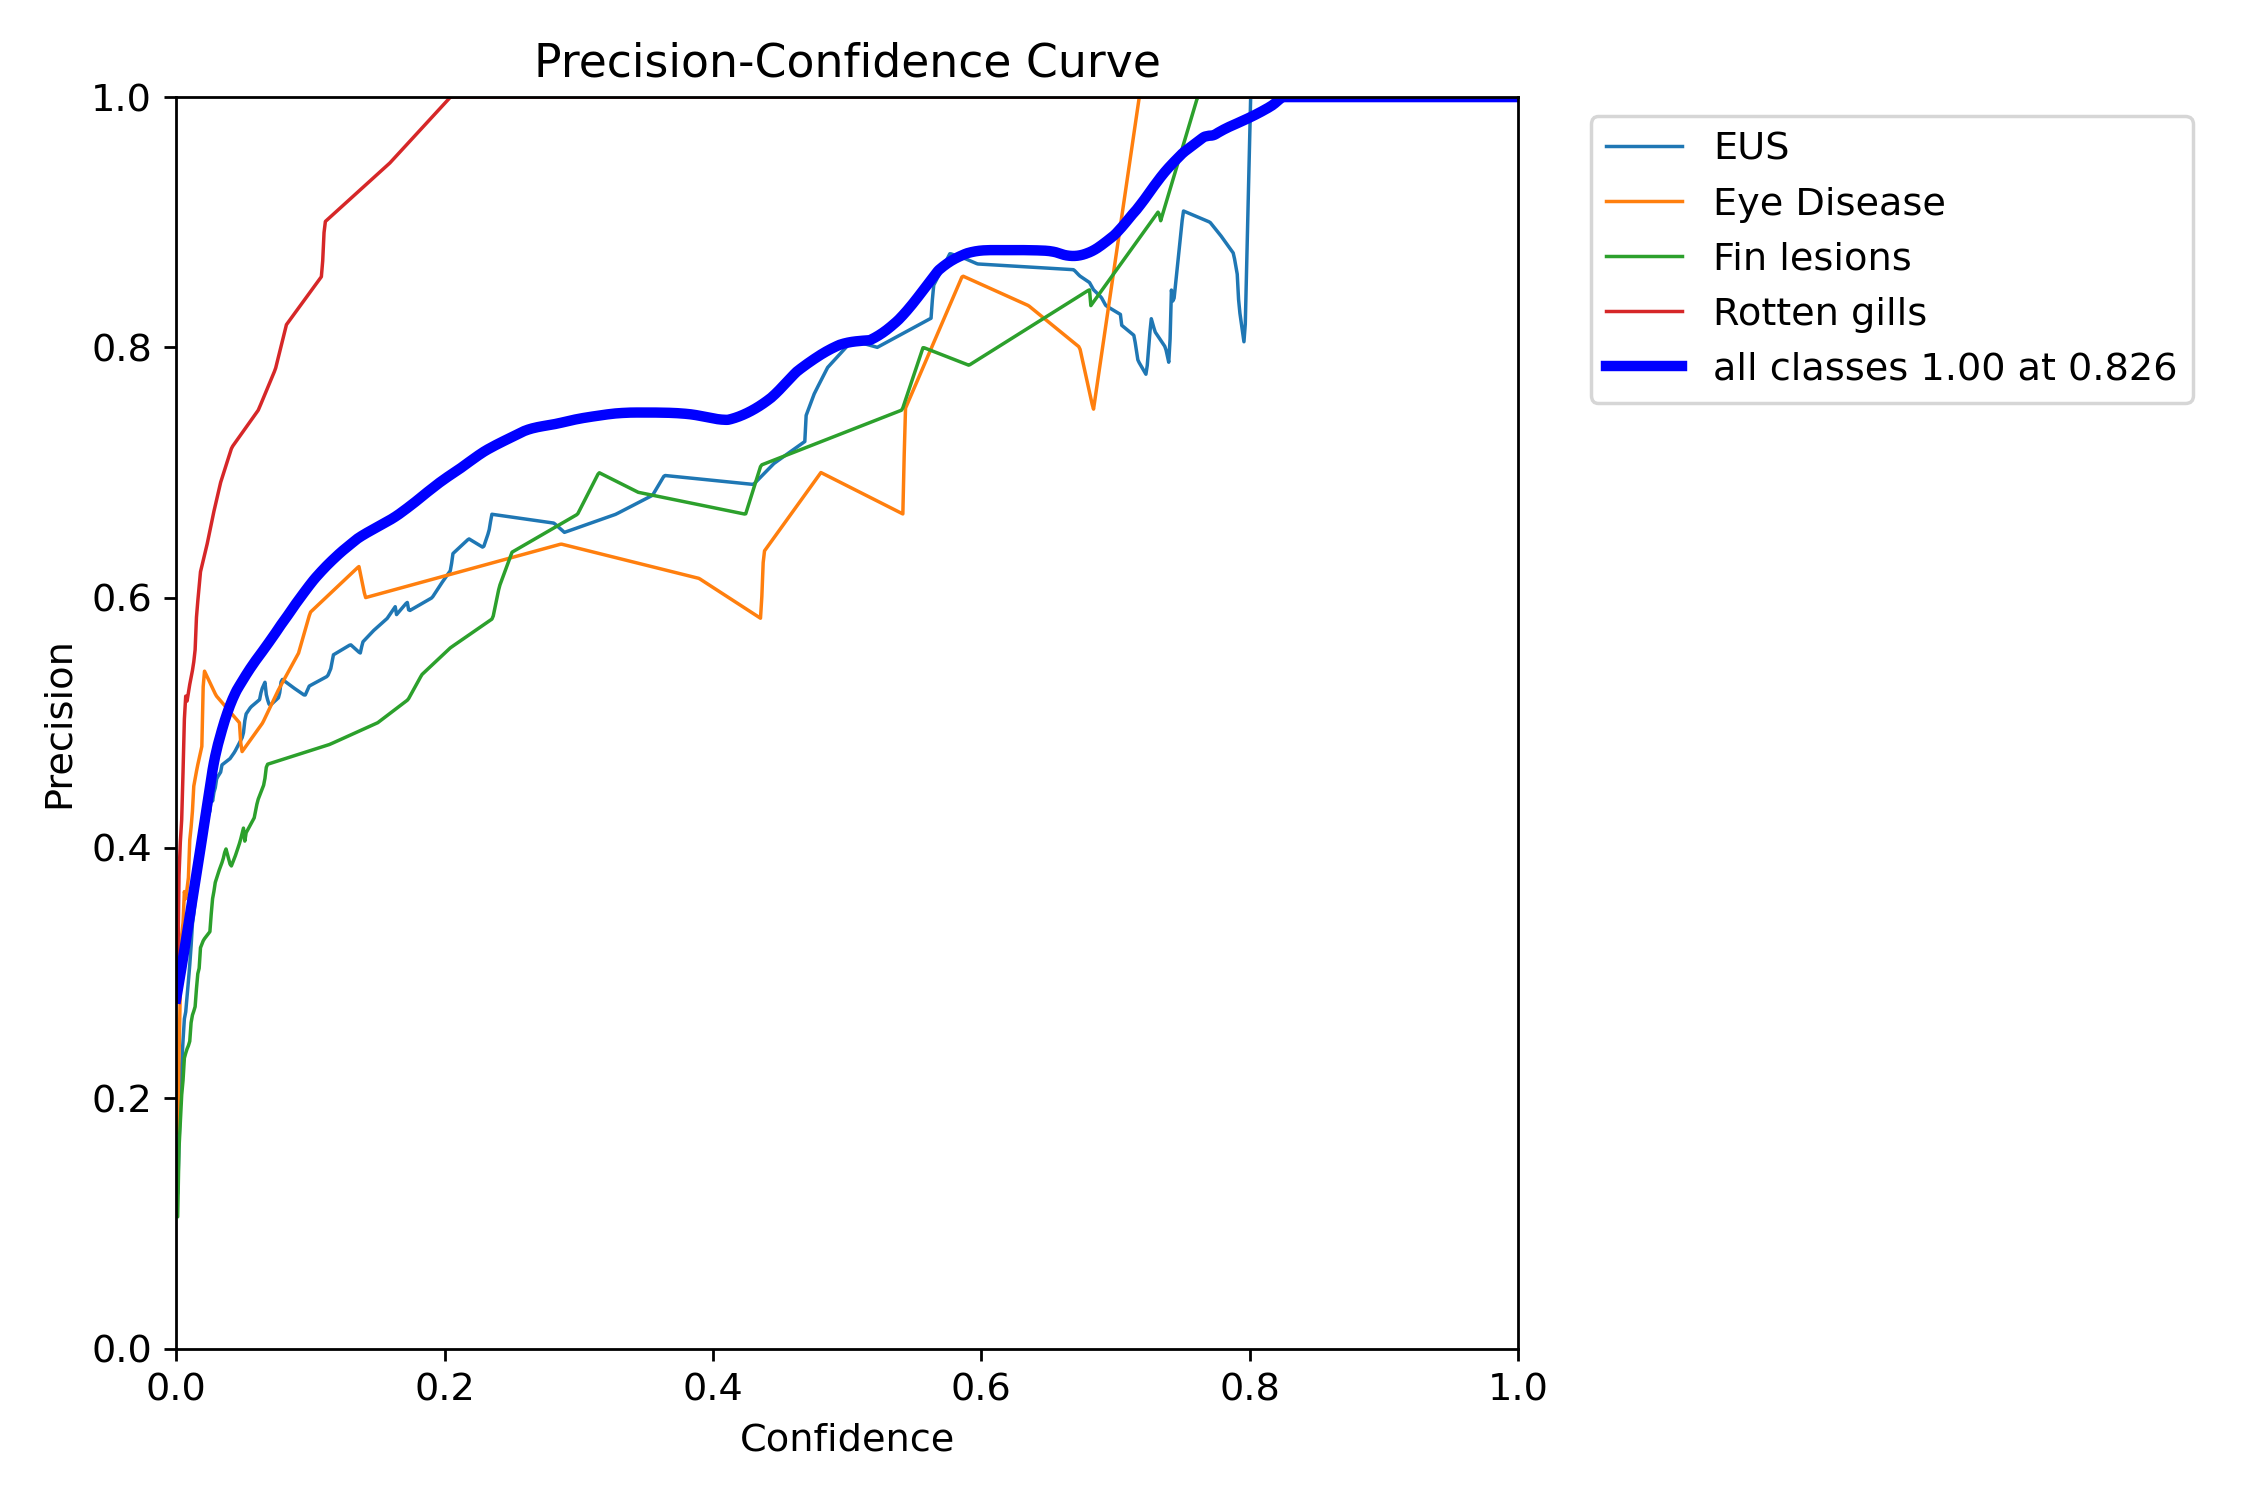 Precision-Confidence Curve
1.0
0.8
0.6
0.4
0.2
0.0
Precision
0.0 0.2 0.4 0.6 0.8 1.0
Confidence
EUS
Eye Disease
Fin lesions
Rotten gills
all classes 1.00 at 0.826